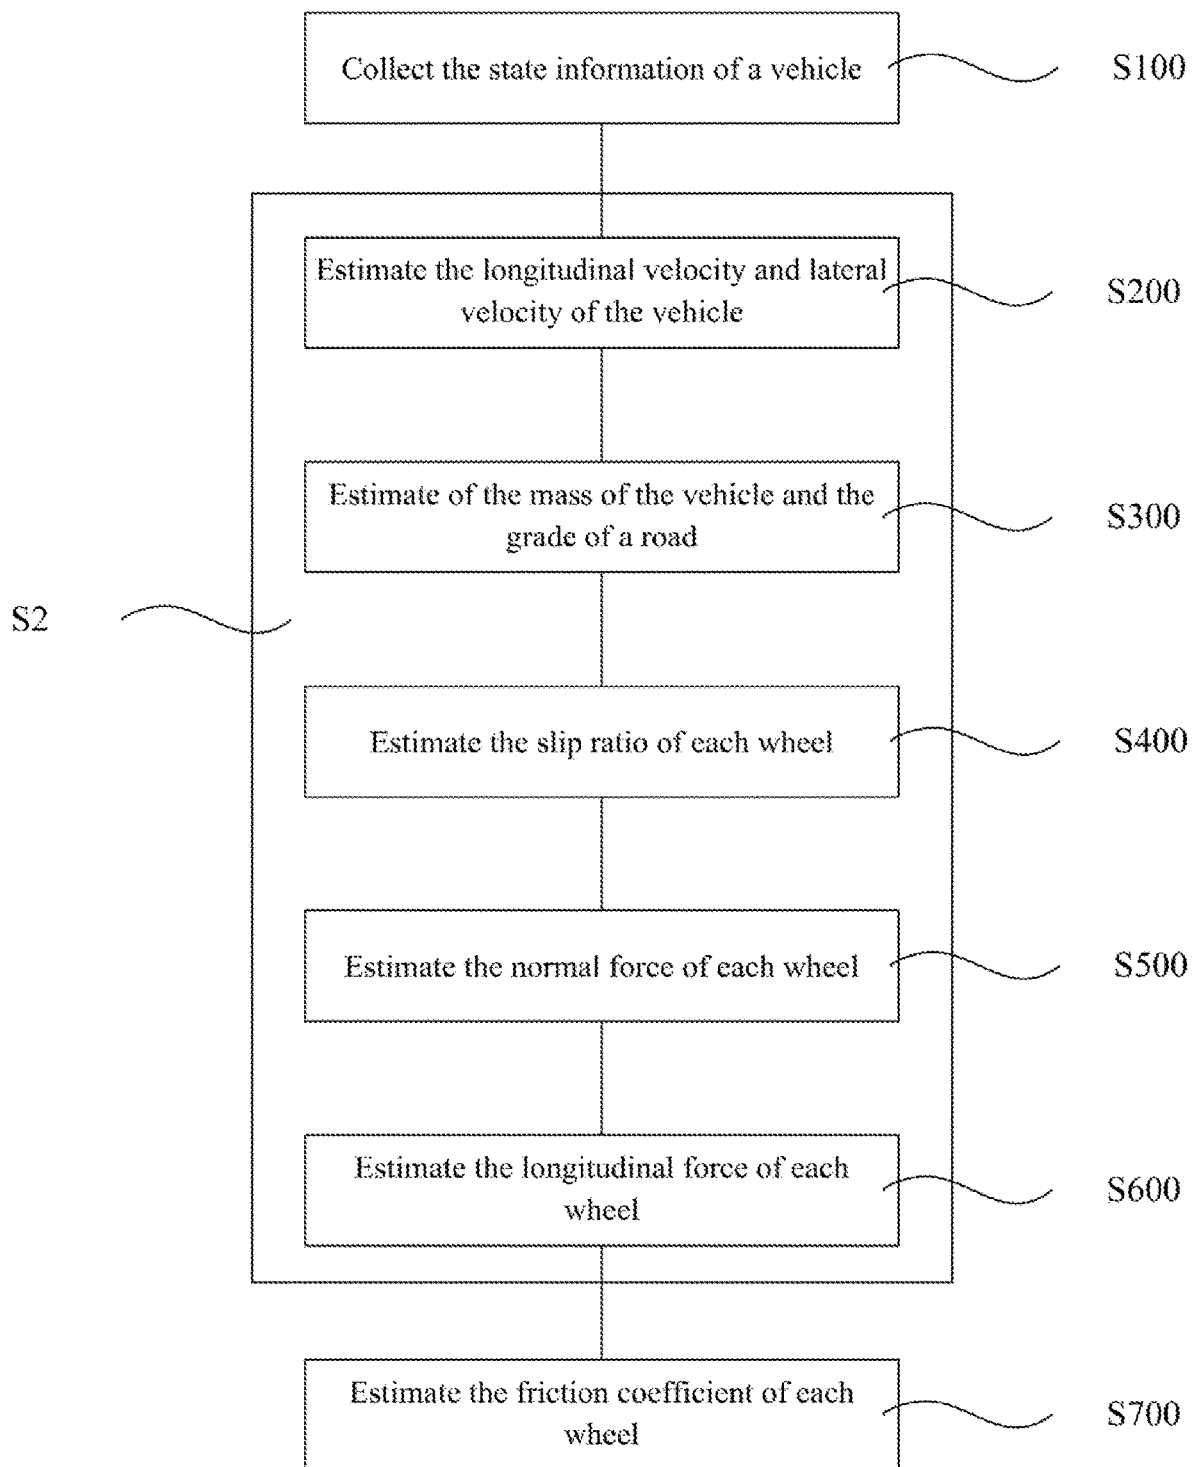 Collect the state information of a vehicle
S100
Estimate the longitudinal velocity and lateral
velocity of the vehicle
S200
Estimate of the mass of the vehicle and the
grade of a road
S300
S2
Estimate the slip ratio of each wheel
S400
Estimate the normal force of each wheel
S500
Estimate the longitudinal force of each
wheel
S600
Estimate the friction coefficient of each
wheel
S700